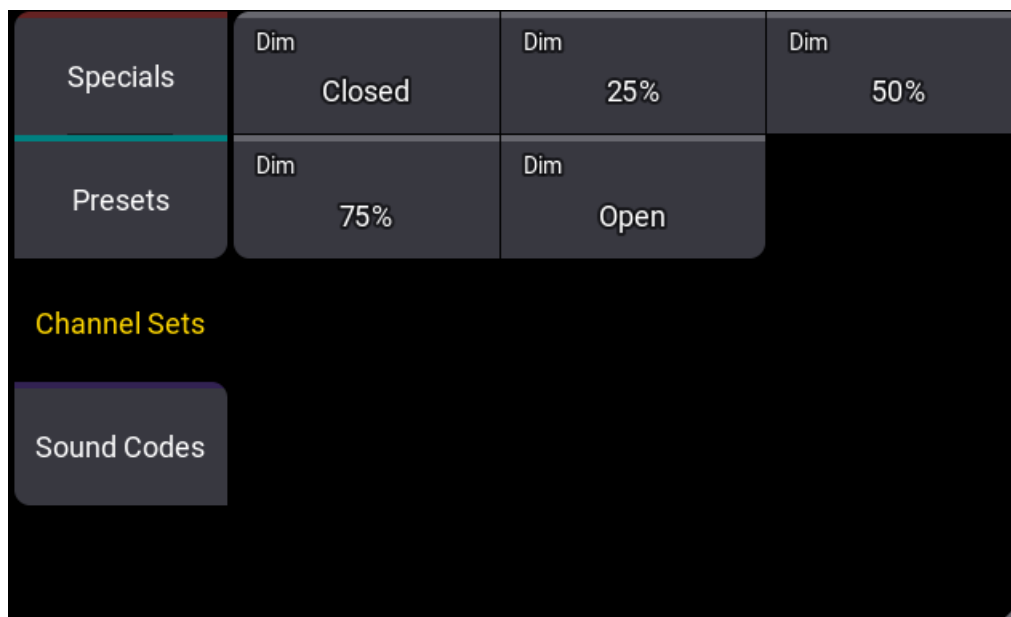 Specials
Dim
Closed
Dim
25%
Dim
50%
Presets
Dim
75%
Dim
Open
Channel Sets
Sound Codes